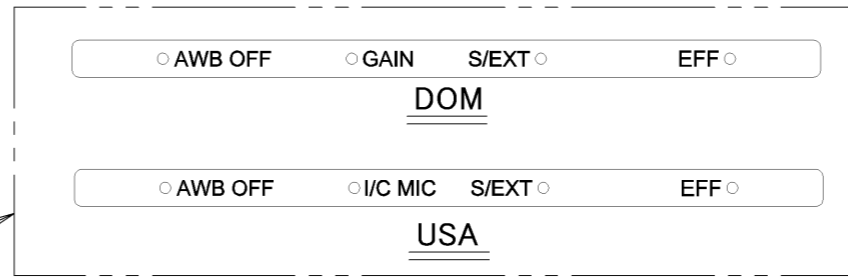 AWB OFF GAIN S/EXT EFF
DOM
AWB OFF I/C MIC S/EXT EFF
USA